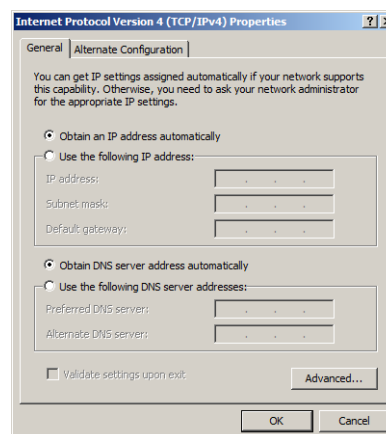 Internet Protocol Version 4 (TCP/IPv4) Properties
General
Alternate Configuration
You can get IP settings assigned automatically if your network supports
this capability. Otherwise, you need to ask your network administrator
for the appropriate IP settings.
Obtain an IP address automatically
Use the following IP address:
IP address:
Subnet mask:
Default gateway:
Obtain DNS server address automatically
Use the following DNS server addresses:
Preferred DNS server:
Alternate DNS server:
Validate settings upon exit
Advanced...
OK
Cancel